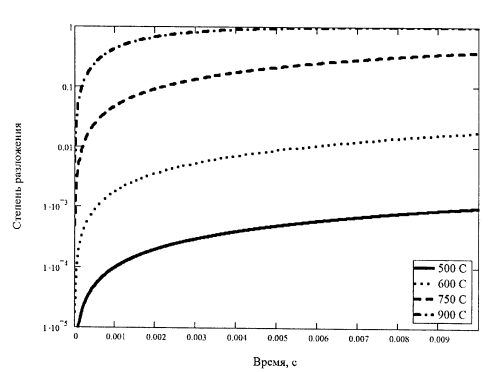 Степень разложения
1
0.1
0.01
1·10⁻³
1·10⁻⁴
1·10⁻⁵
0 0.001 0.002 0.003 0.004 0.005 0.006 0.007 0.008 0.009
Время, с
500 С
600 С
750 С
900 С